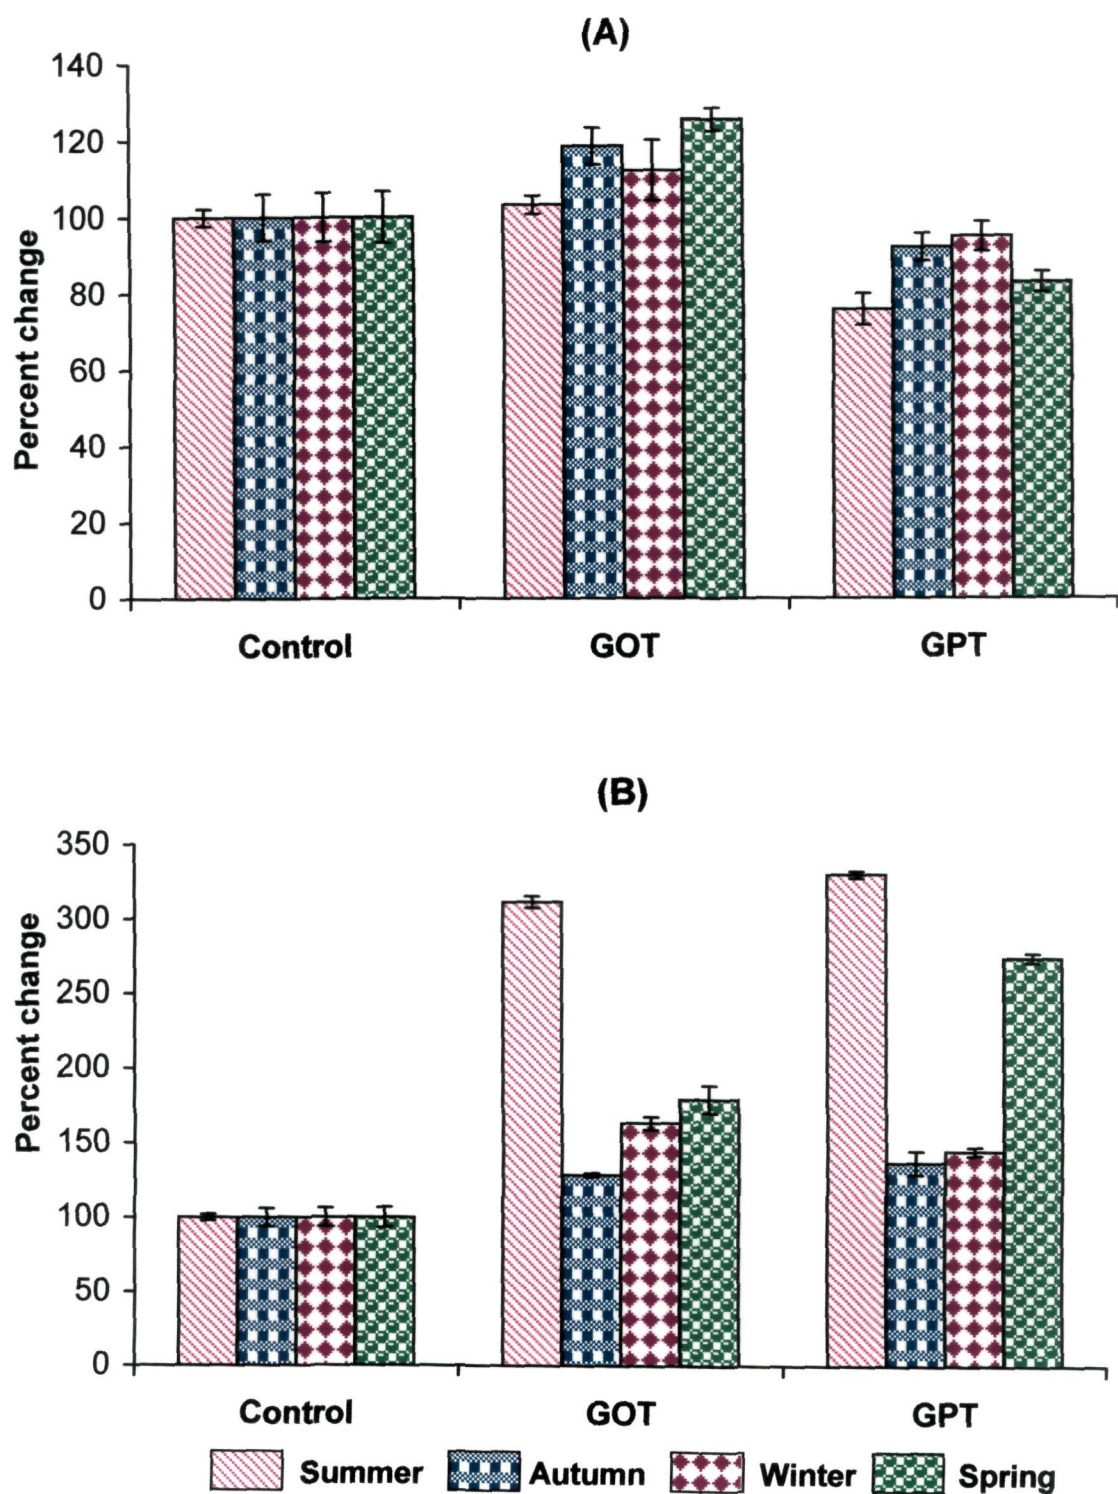 (A)
140
120
100
80
60
40
20
0
Percent change
Control GOT GPT
(B)
350
300
250
200
150
100
50
0
Percent change
Control GOT GPT
Summer Autumn Winter Spring